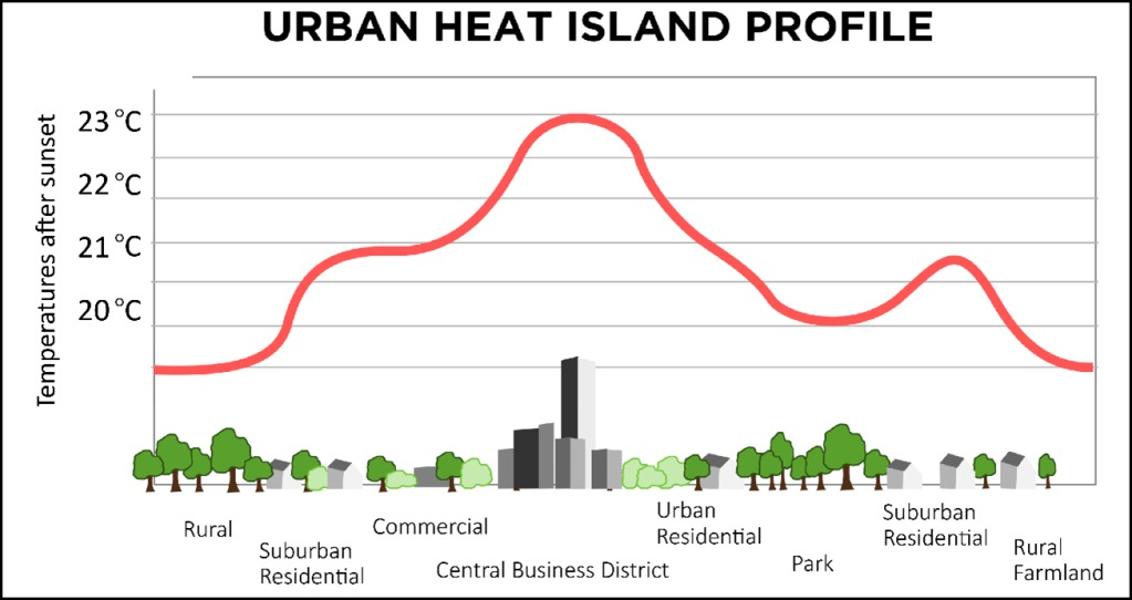 URBAN HEAT ISLAND PROFILE
Temperatures after sunset
23 °C
22 °C
21 °C
20 °C
Rural
Suburban
Residential
Commercial
Central Business District
Urban
Residential
Park
Suburban
Residential
Rural
Farmland